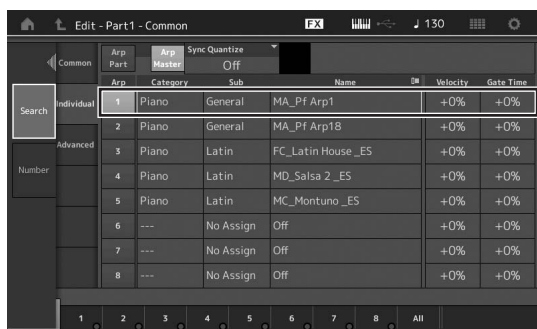 Edit - Part1 - Common FX ♩ 130
Common Arp Part Arp Master Sync Quantize Off
Arp Category Sub Name Velocity Gate Time
Search Individual 1 Piano General MA_Pf Arp1 +0% +0%
2 Piano General MA_Pf Arp18 +0% +0%
Number Advanced 3 Piano Latin FC_Latin House _ES +0% +0%
4 Piano Latin MD_Salsa 2 _ES +0% +0%
5 Piano Latin MC_Montuno _ES +0% +0%
6 --- No Assign Off +0% +0%
7 --- No Assign Off +0% +0%
8 --- No Assign Off +0% +0%
1 2 3 4 5 6 7 8 All